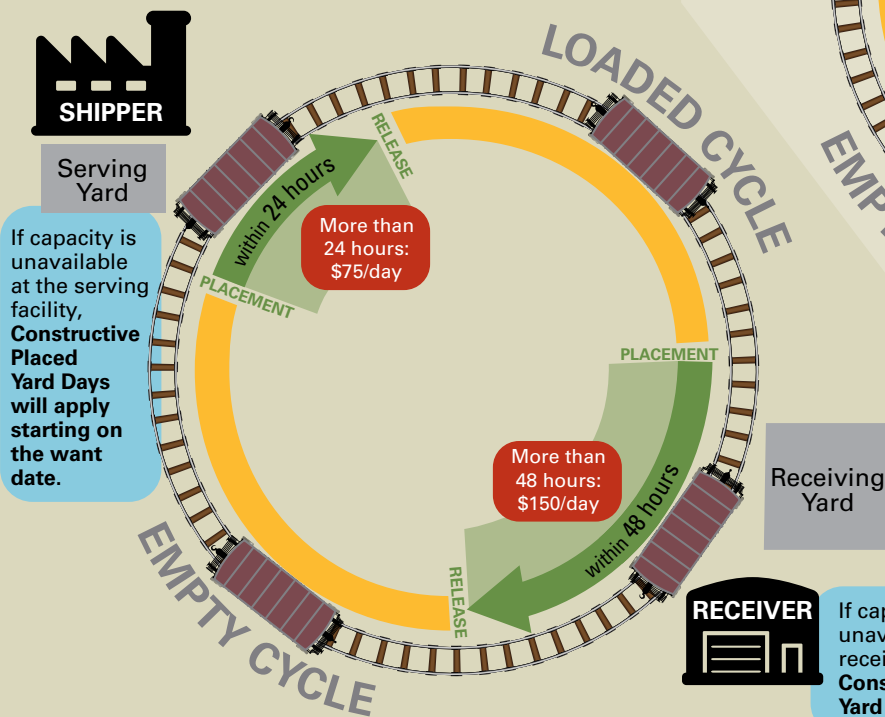 SHIPPER
Serving
Yard
If capacity is
unavailable
at the serving
facility,
Constructive
Placed
Yard Days
will apply
starting on
the want
date.
LOADED CYCLE
RELEASE
within 24 hours
More than
24 hours:
$75/day
PLACEMENT
PLACEMENT
More than
48 hours:
$150/day
within 48 hours
RELEASE
EMPTY CYCLE
Receiving
Yard
RECEIVER
If
Yard